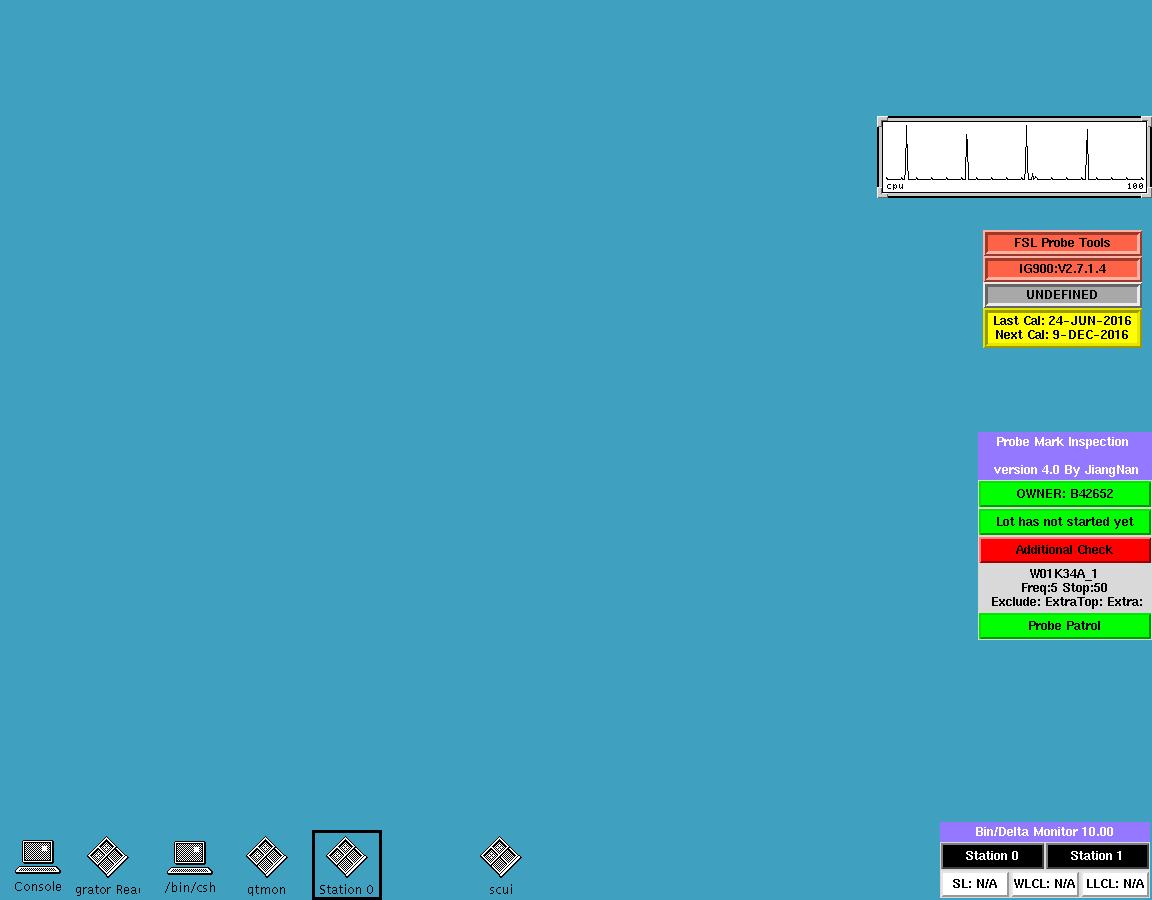 cpu 100
FSL Probe Tools
IG900:V2.7.1.4
UNDEFINED
Last Cal: 24-JUN-2016
Next Cal: 9-DEC-2016
Probe Mark Inspection
version 4.0 By JiangNan
OWNER: B42652
Lot has not started yet
Additional Check
W01K34A_1
Freq:5 Stop:50
Exclude: ExtraTop: Extra:
Probe Patrol
Bin/Delta Monitor 10.00
Station 0 Station 1
SL: N/A WLCL: N/A LLCL: N/A
Console grator Rea /bin/csh qtmon Station 0 scui